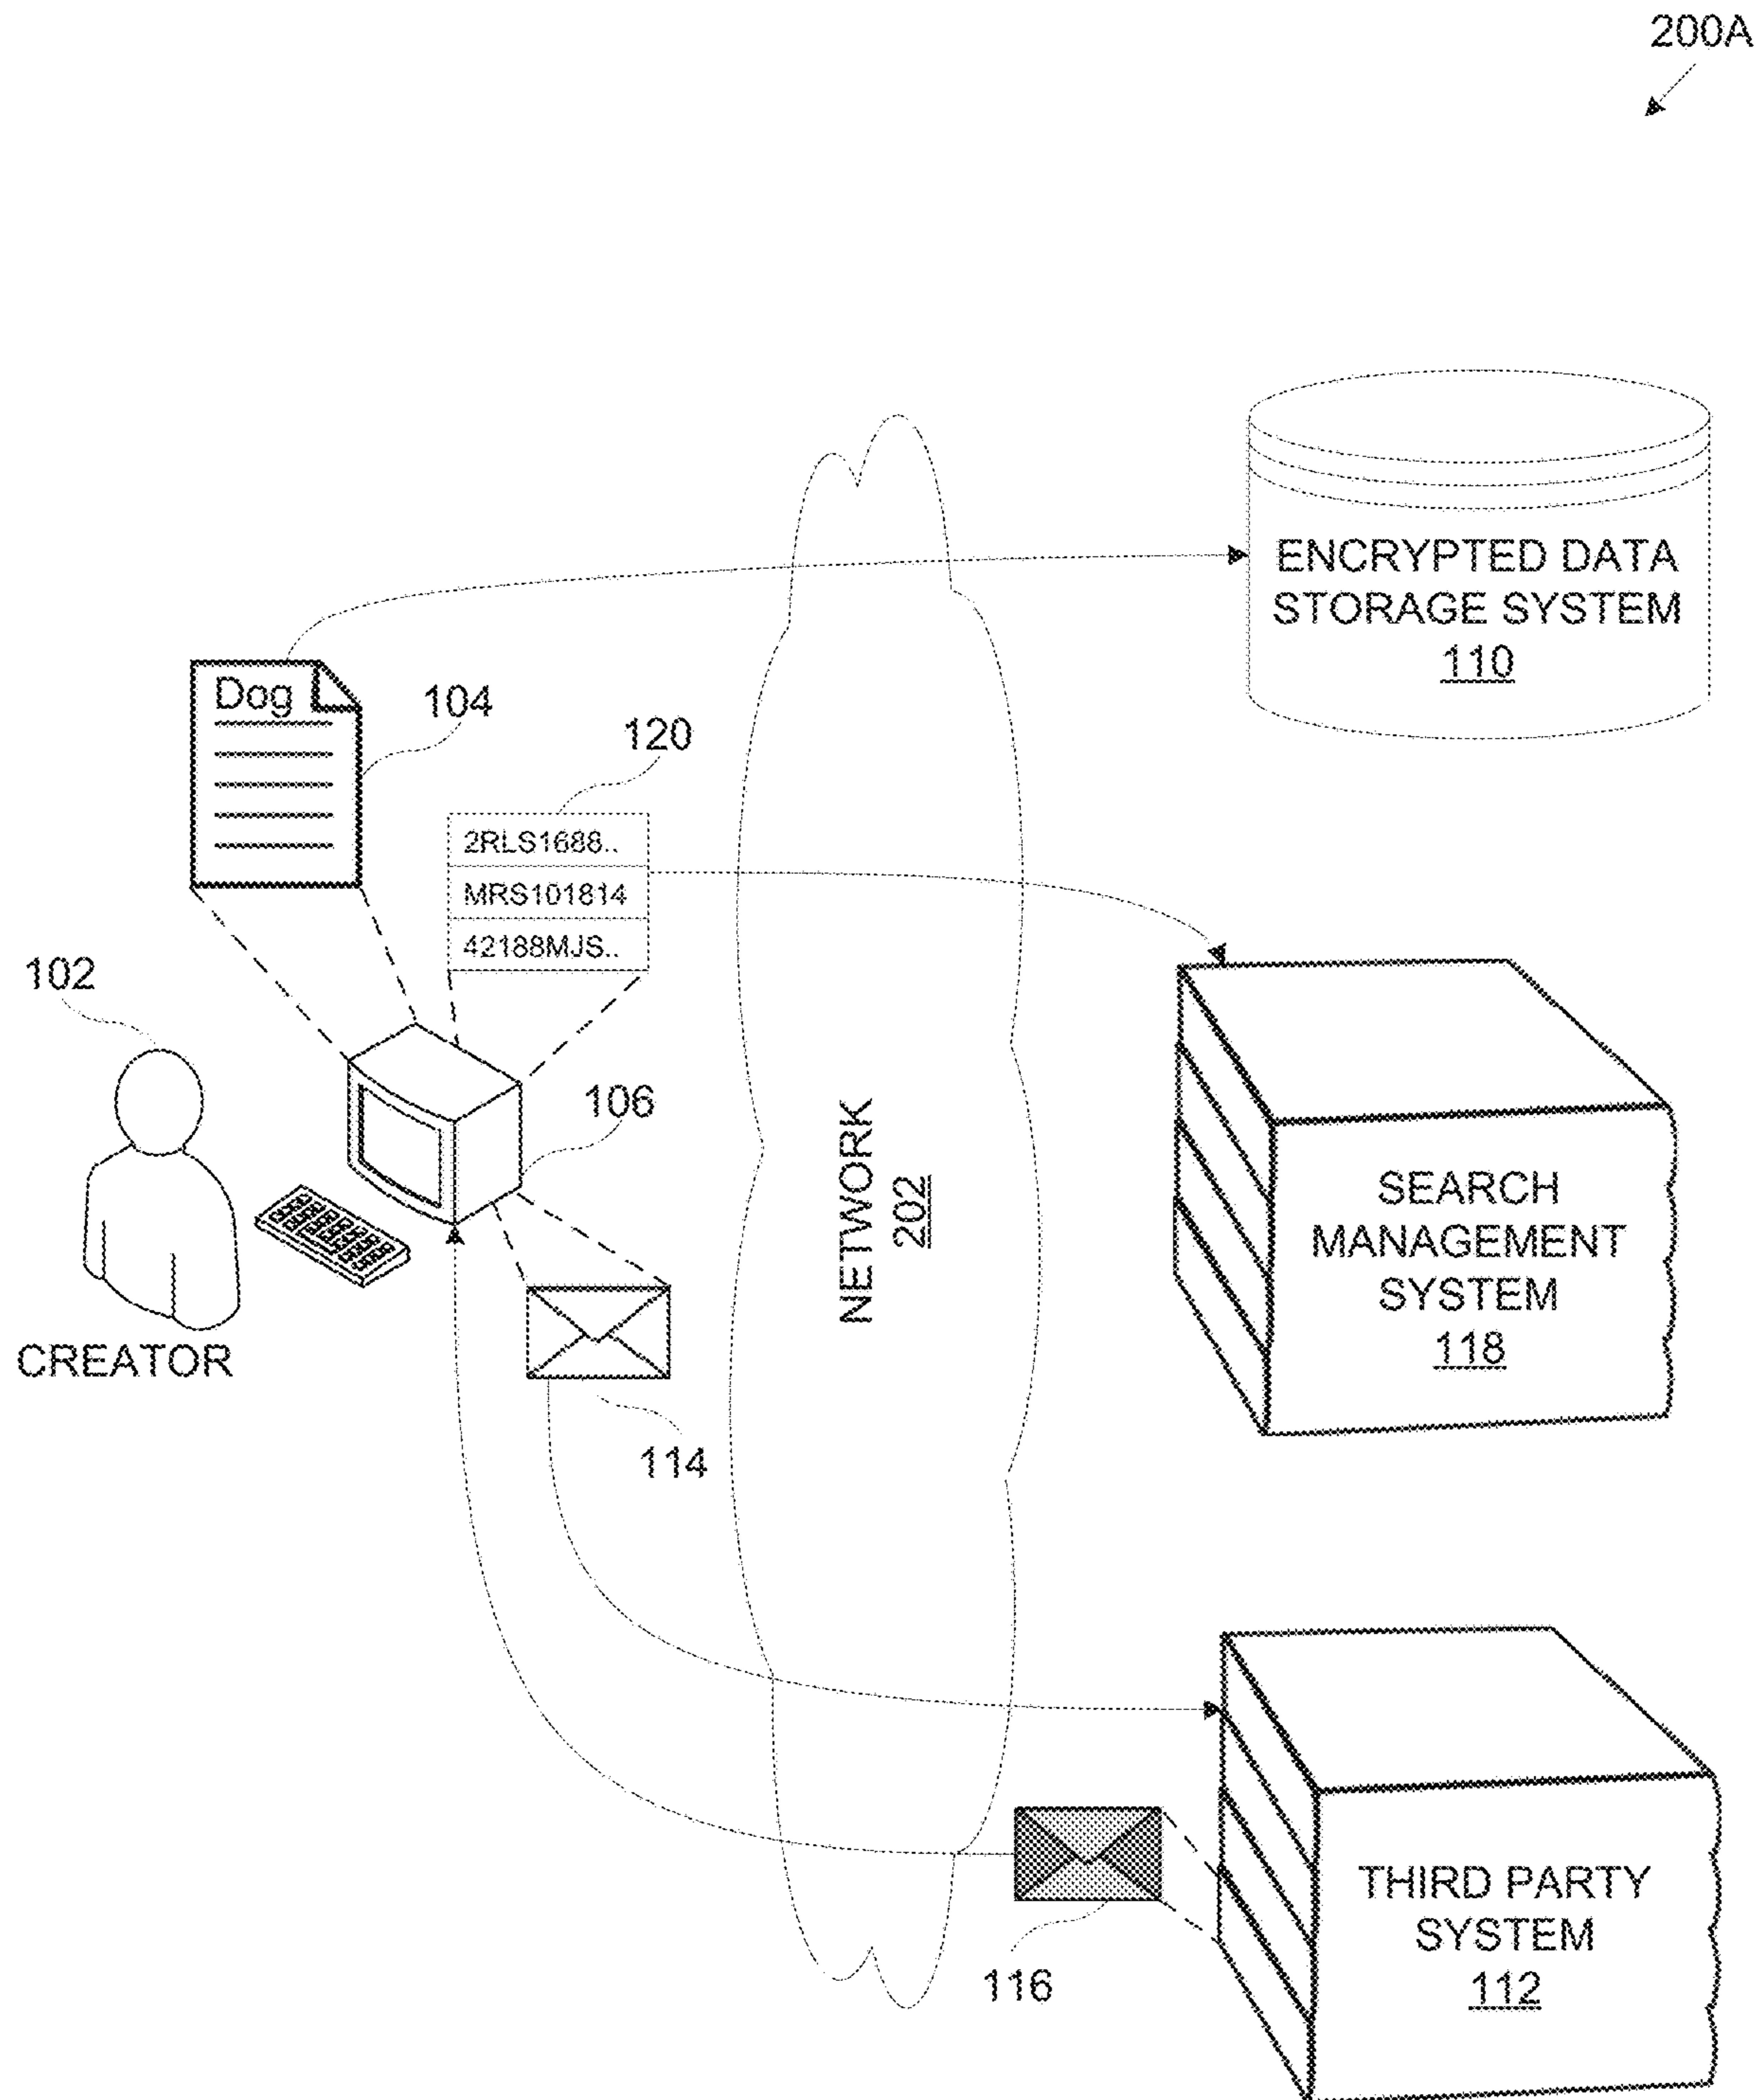 200A
ENCRYPTED DATA
STORAGE SYSTEM
110
Dog
104
120
2RLS1688..
MRS101814
42188MJS..
102
106
NETWORK
202
SEARCH
MANAGEMENT
SYSTEM
118
CREATOR
114
THIRD PARTY
SYSTEM
112
116